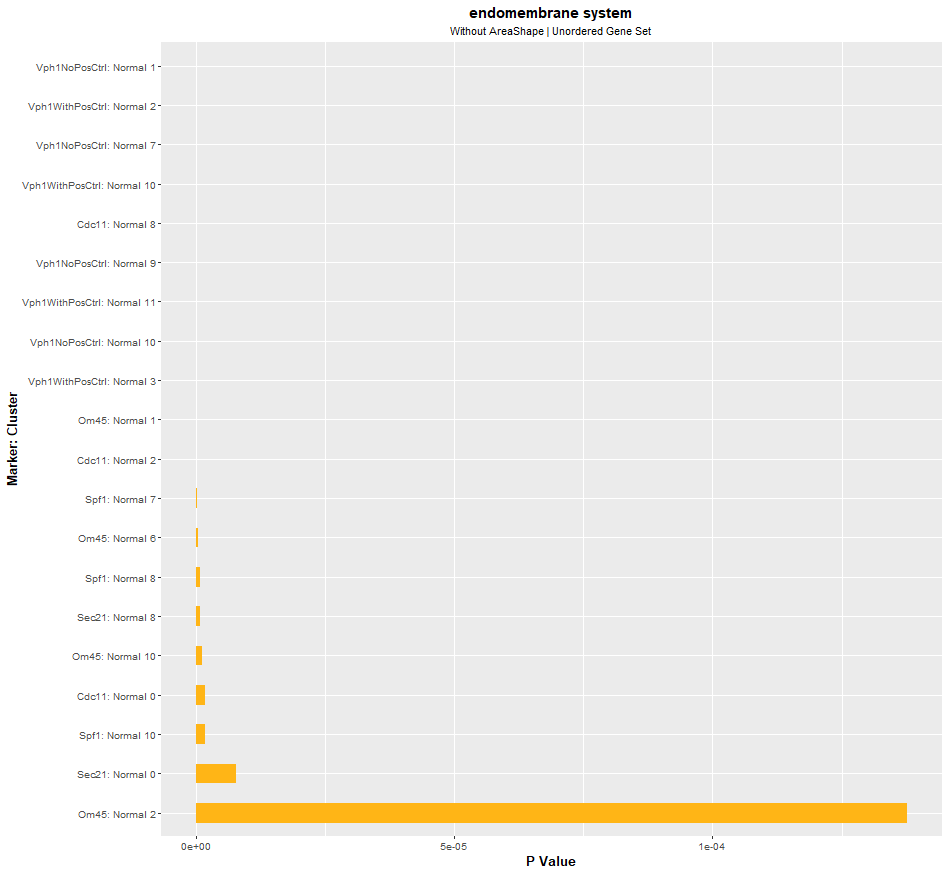 endomembrane system
Without AreaShape | Unordered Gene Set
Vph1NoPosCtrl: Normal 1
Vph1WithPosCtrl: Normal 2
Vph1NoPosCtrl: Normal 7
Vph1WithPosCtrl: Normal 10
Cdc11: Normal 8
Vph1NoPosCtrl: Normal 9
Vph1WithPosCtrl: Normal 11
Vph1NoPosCtrl: Normal 10
Vph1WithPosCtrl: Normal 3
Om45: Normal 1
Cdc11: Normal 2
Spf1: Normal 7
Om45: Normal 6
Spf1: Normal 8
Sec21: Normal 8
Om45: Normal 10
Cdc11: Normal 0
Spf1: Normal 10
Sec21: Normal 0
Om45: Normal 2
Marker: Cluster
0e+00
5e-05
1e-04
P Value